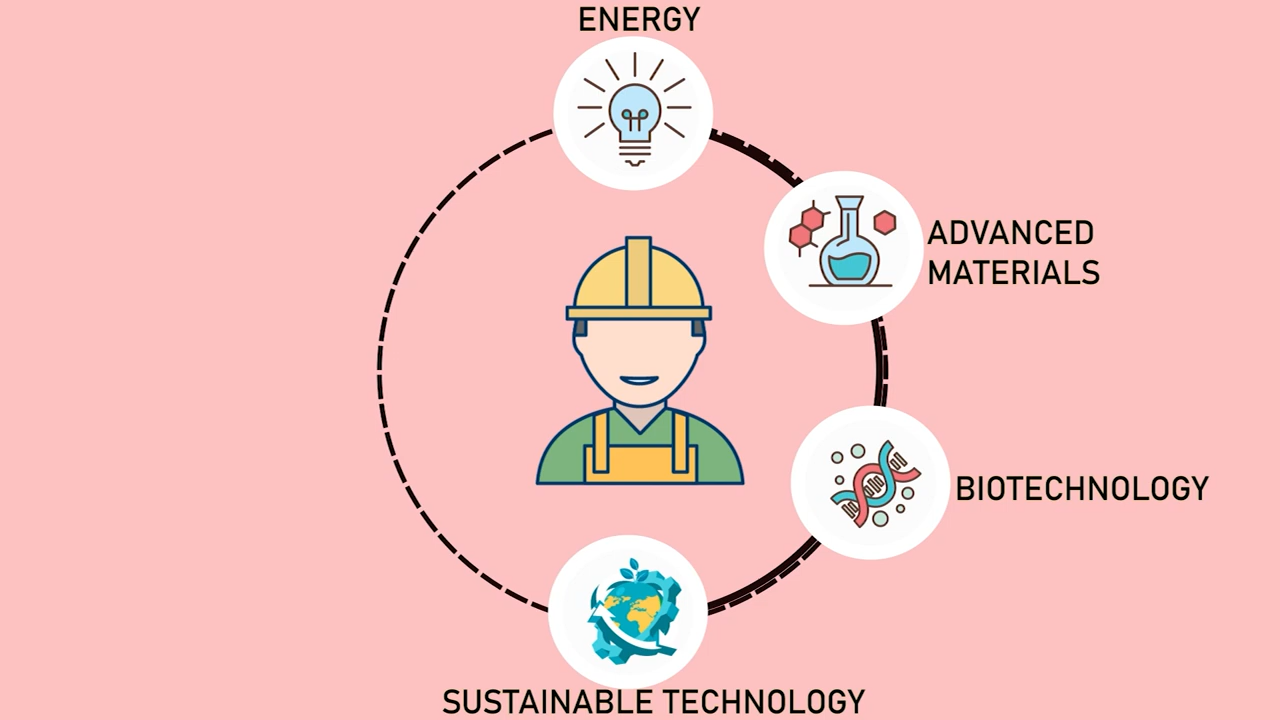 ENERGY
ADVANCED
MATERIALS
BIOTECHNOLOGY
SUSTAINABLE TECHNOLOGY